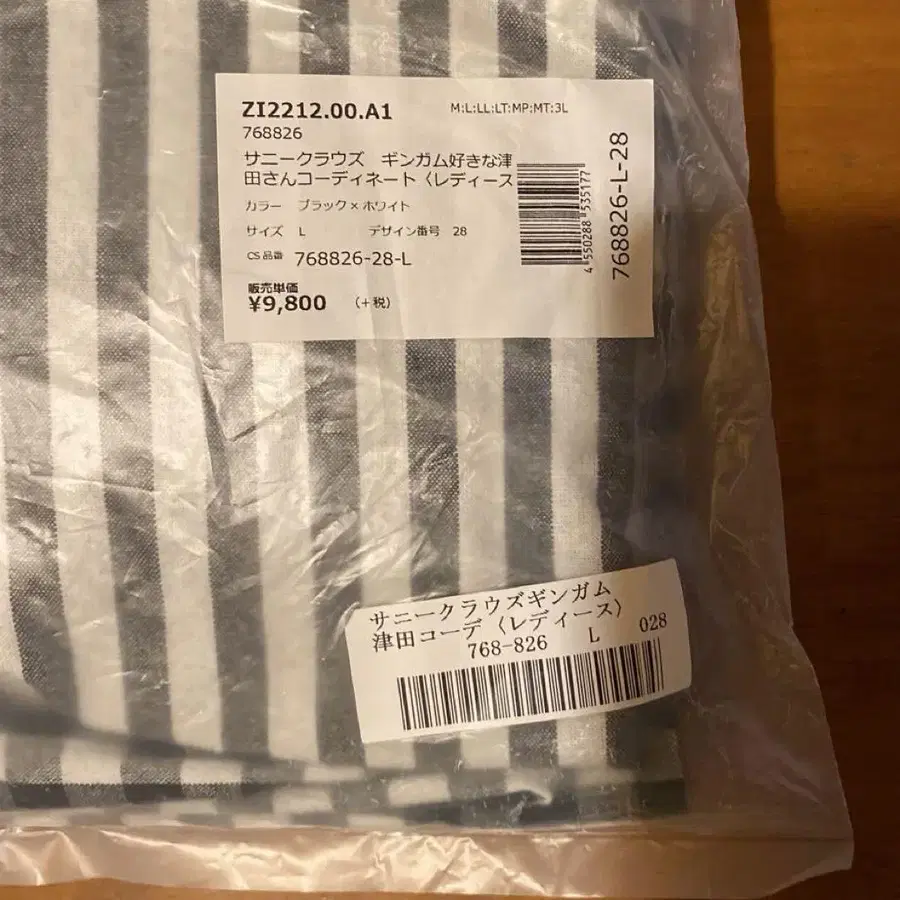 ZI2212.00.A1
M:L:LL:LT:MP:MT:3L
768826
サニークラウズ　ギンガム好きな津
田さんコーディネート〈レディース
カラー　ブラック×ホワイト
サイズ　L　デザイン番号　28
CS品番　768826-28-L
販売単価
¥9,800　（+税）
4 550288 535177
768826-L-28
サニークラウズギンガム
津田コーデ〈レディース〉
768-826　L　028